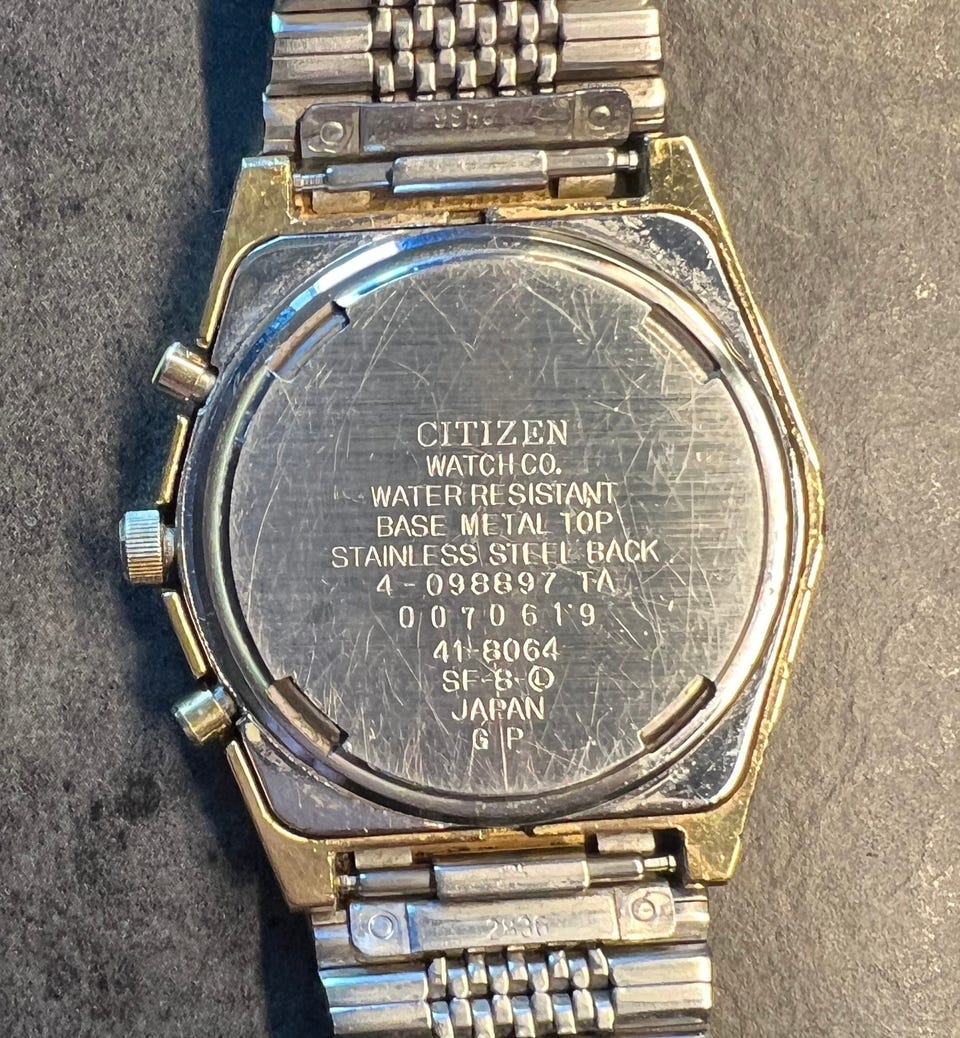 CITIZEN
WATCH CO.
WATER RESISTANT
BASE METAL TOP
STAINLESS STEEL BACK
4-098897 TA
0070619
41-8064
SF-8-Ⓛ
JAPAN
G P
2836